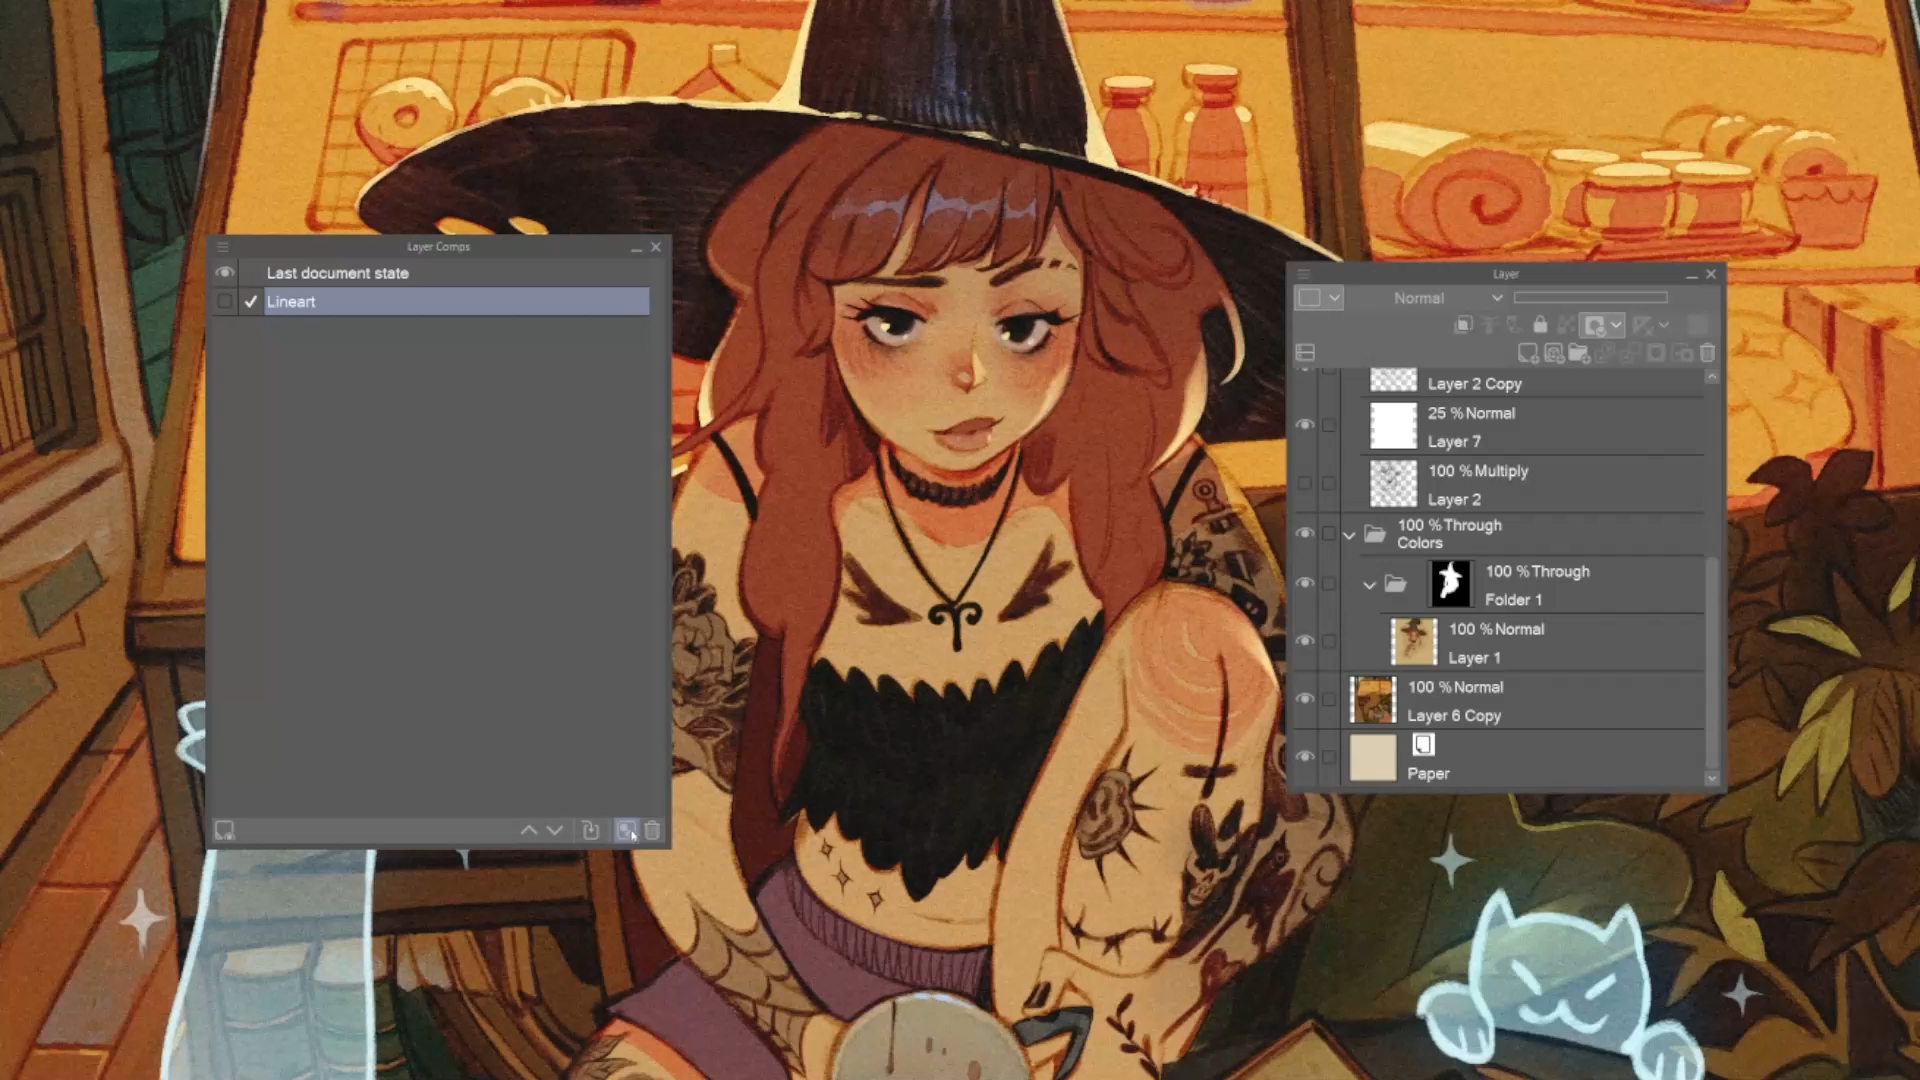 Layer Comps
Last document state
Lineart
Layer
Normal
Layer 2 Copy
25 %Normal
Layer 7
100 %Multiply
Layer 2
100 %Through
Colors
100 %Through
Folder 1
100 %Normal
Layer 1
100 %Normal
Layer 6 Copy
Paper